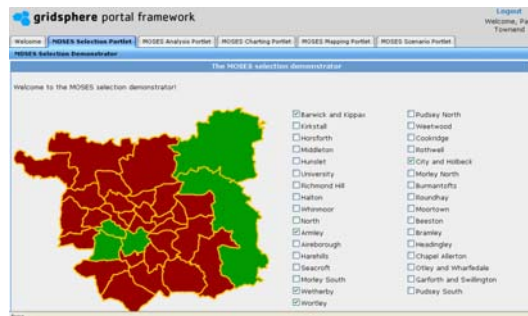 gridsphere portal framework
Logout
Welcome, Pa
Townend
Welcome
MOSES Selection Portlet
MOSES Analysis Portlet
MOSES Charting Portlet
MOSES Mapping Portlet
MOSES Scenario Portlet
MOSES Selection Demonstrator
The MOSES selection demonstrator
Welcome to the MOSES selection demonstrator!
Barwick and Kippax
Kirkstall
Horsforth
Middleton
Hunslet
University
Richmond Hill
Halton
Whinmoor
North
Armley
Aireborough
Harehills
Seacroft
Morley South
Wetherby
Wortley
Pudsey North
Weetwood
Cookridge
Rothwell
City and Holbeck
Morley North
Burmantofts
Roundhay
Moortown
Beeston
Bramley
Headingley
Chapel Allerton
Otley and Wharfedale
Garforth and Swillington
Pudsey South